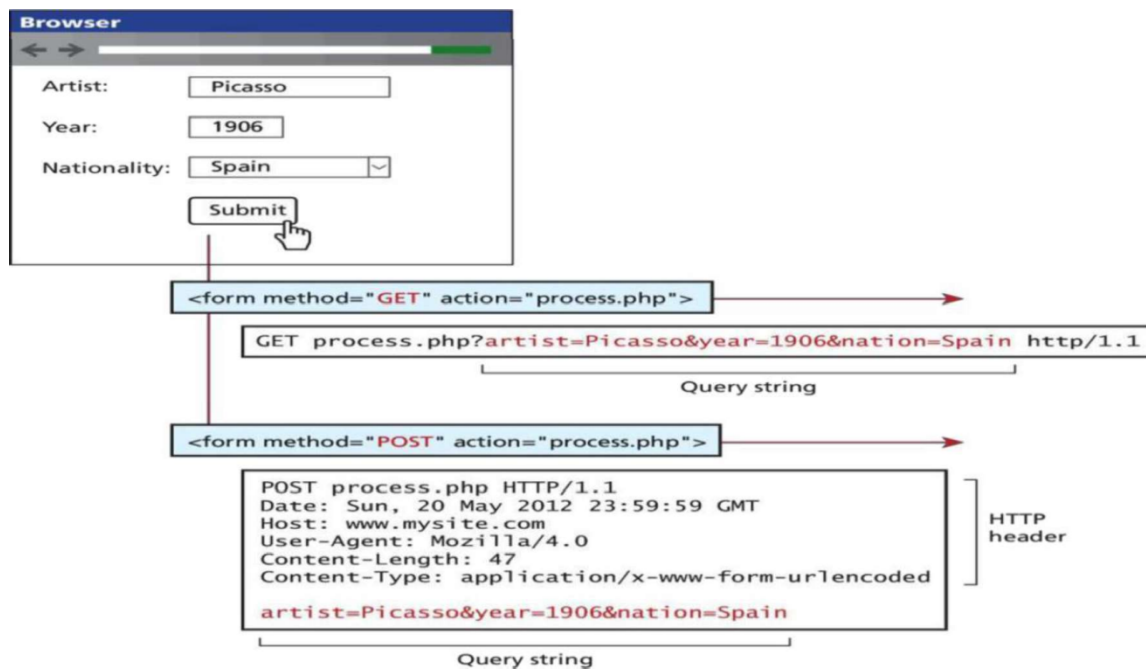 Browser
Artist: Picasso
Year: 1906
Nationality: Spain
Submit
<form method="GET" action="process.php">
GET process.php?artist=Picasso&year=1906&nation=Spain http/1.1
Query string
<form method="POST" action="process.php">
POST process.php HTTP/1.1
Date: Sun, 20 May 2012 23:59:59 GMT
Host: www.mysite.com
User-Agent: Mozilla/4.0
Content-Length: 47
Content-Type: application/x-www-form-urlencoded
HTTP
header
artist=Picasso&year=1906&nation=Spain
Query string